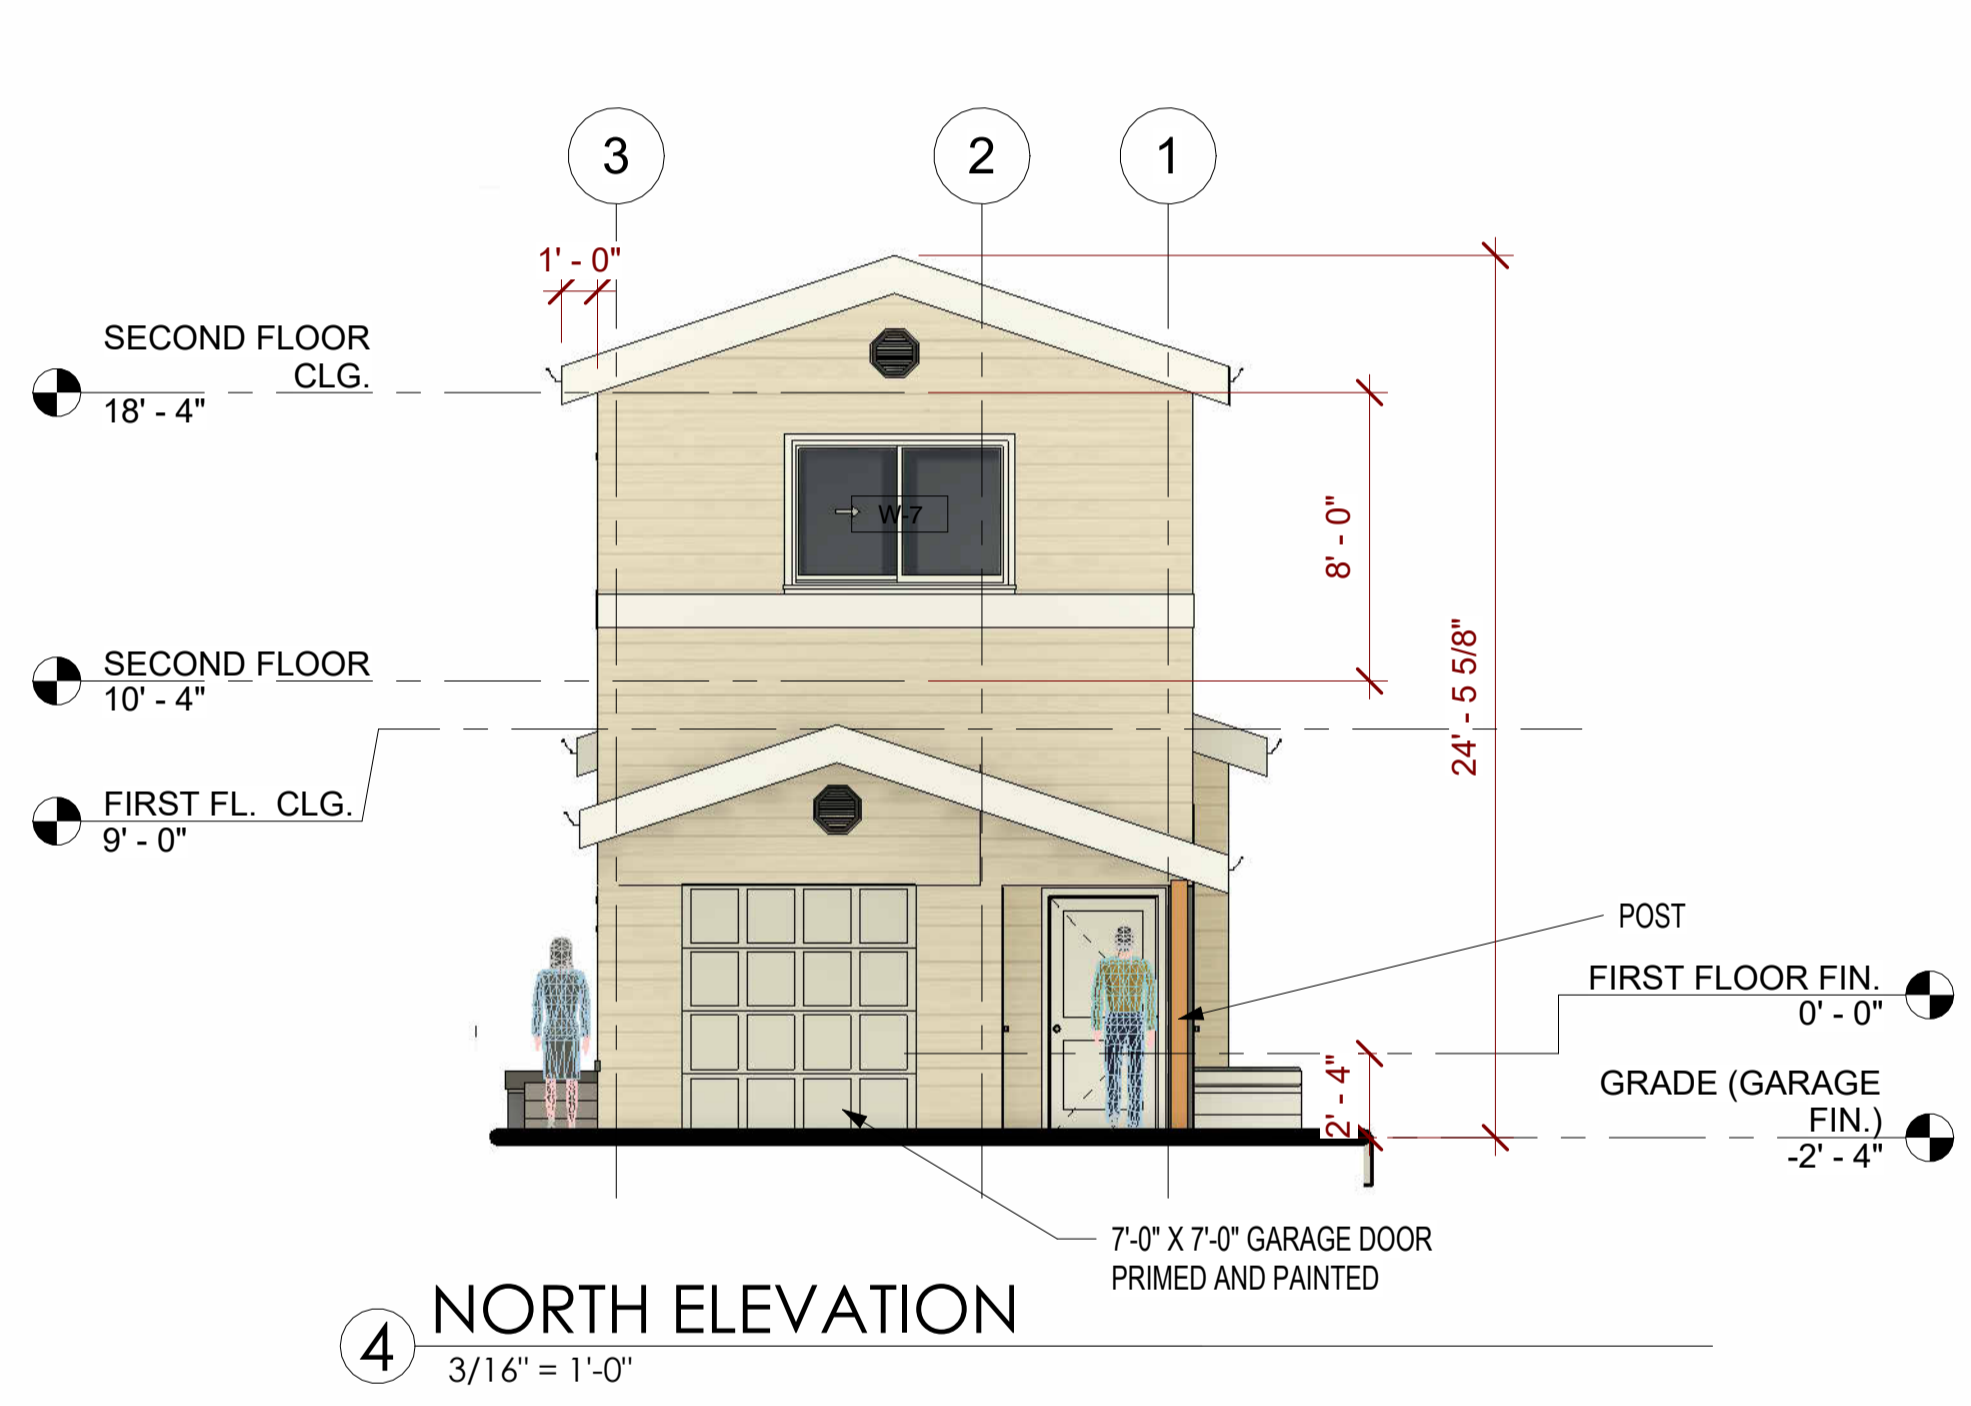 3
2
1
1' - 0"
SECOND FLOOR
CLG.
18' - 4"
W-7
8' - 0"
SECOND FLOOR
10' - 4"
24' - 5 5/8"
FIRST FL. CLG.
9' - 0"
POST
FIRST FLOOR FIN.
0' - 0"
2' - 4"
GRADE (GARAGE
FIN.)
-2' - 4"
7'-0" X 7'-0" GARAGE DOOR
PRIMED AND PAINTED
4
NORTH ELEVATION
3/16" = 1'-0"